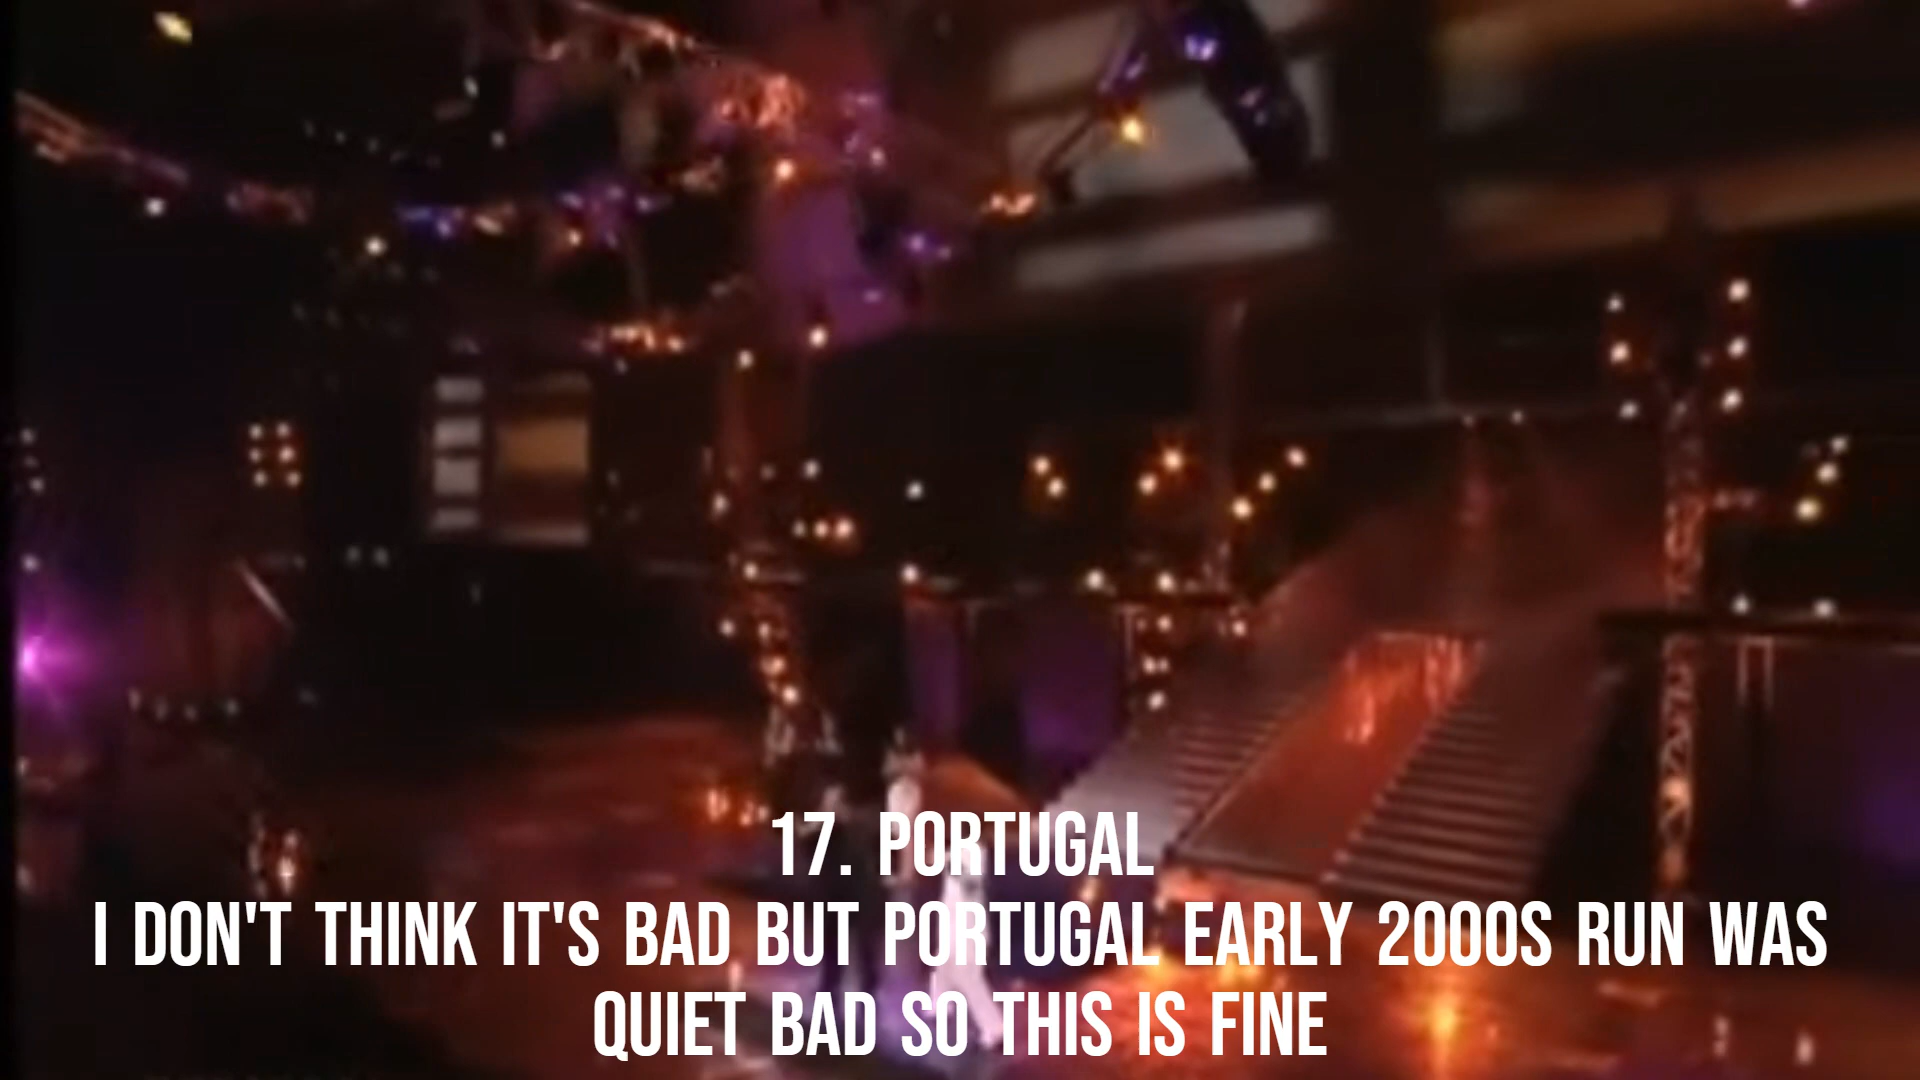 17. PORTUGAL
I DON'T THINK IT'S BAD BUT PORTUGAL EARLY 2000S RUN WAS
QUIET BAD SO THIS IS FINE